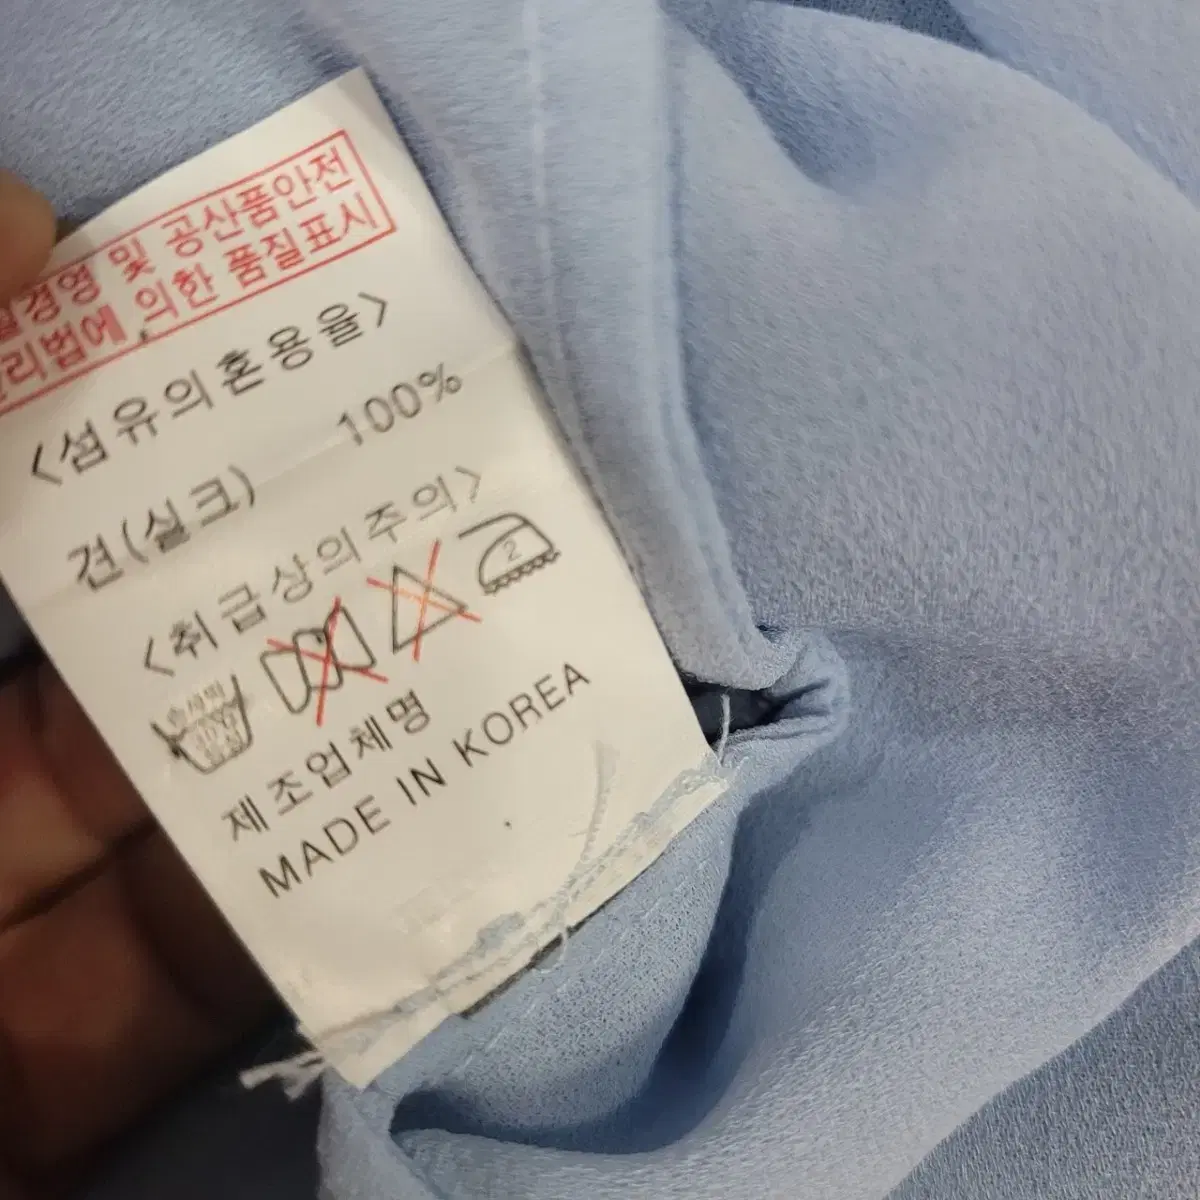 경영 및 공산품안전
리법에 의한 품질표시
<섬유의혼용율>
견(실크) 100%
<취급상의주의>
2
제조업체명
MADE IN KOREA